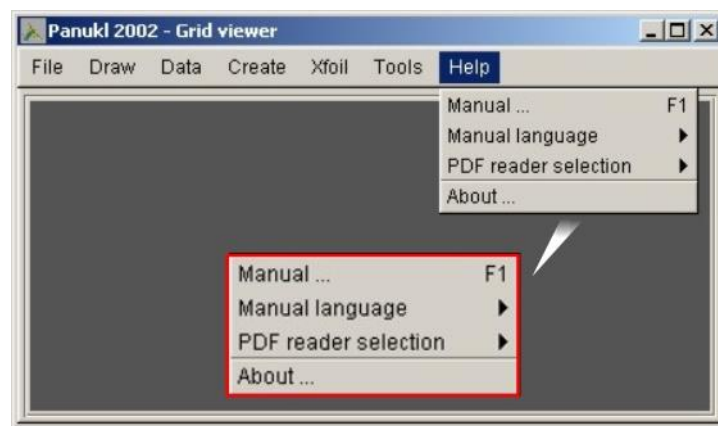 Panukl 2002 - Grid viewer
File Draw Data Create Xfoil Tools Help
Manual ... F1
Manual language
PDF reader selection
About ...
Manual ... F1
Manual language
PDF reader selection
About ...